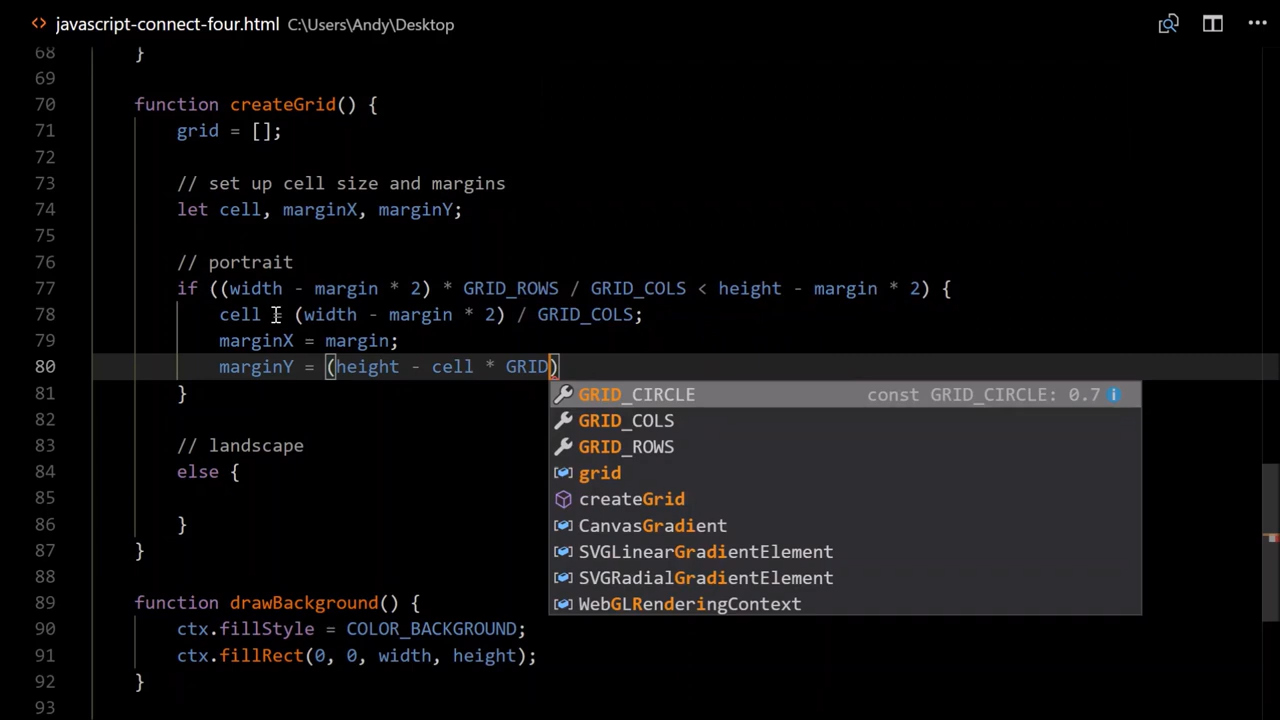 javascript-connect-four.html C:\Users\Andy\Desktop
68 }
69
70 function createGrid() {
71 grid = [];
72
73 // set up cell size and margins
74 let cell, marginX, marginY;
75
76 // portrait
77 if ((width - margin * 2) * GRID_ROWS / GRID_COLS < height - margin * 2) {
78 cell = (width - margin * 2) / GRID_COLS;
79 marginX = margin;
80 marginY = (height - cell * GRID)
81 }
GRID_CIRCLE const GRID_CIRCLE: 0.7
82
GRID_COLS
83 // landscape
GRID_ROWS
84 else {
grid
85
createGrid
86 }
CanvasGradient
87 }
SVGLinearGradientElement
88
SVGRadialGradientElement
89 function drawBackground() {
WebGLRenderingContext
90 ctx.fillStyle = COLOR_BACKGROUND;
91 ctx.fillRect(0, 0, width, height);
92 }
93